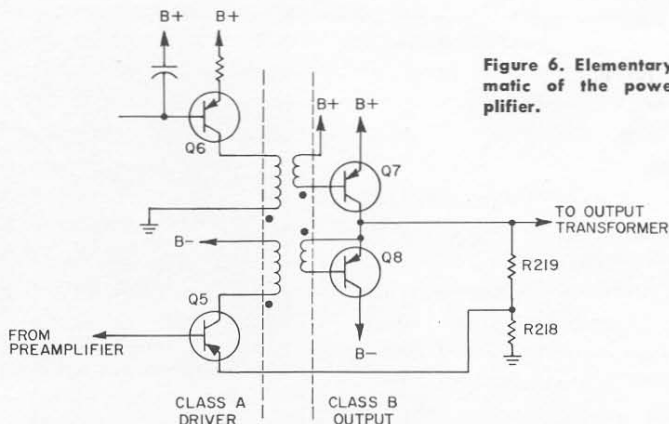 B+ B+
Figure 6. Elementary
matic of the powe
plifier.
B+ B+
Q6
Q7
TO OUTPUT
TRANSFORMER
B-
Q8
R219
Q5
FROM
PREAMPLIFIER
R218
B-
CLASS A
DRIVER
CLASS B
OUTPUT